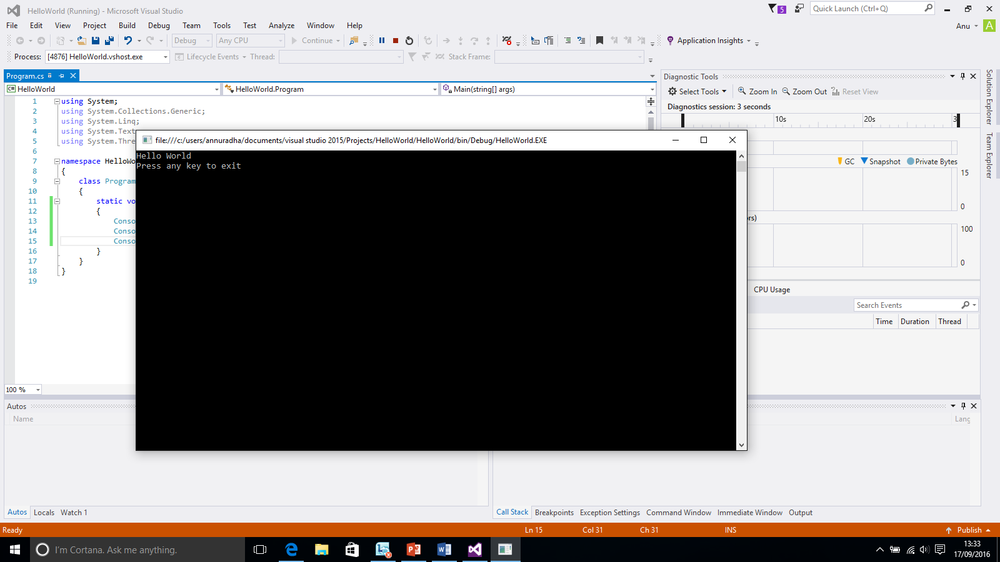 HelloWorld (Running) - Microsoft Visual Studio
5
Quick Launch (Ctrl+Q)
File Edit View Project Build Debug Team Tools Test Analyze Window Help
Anu A
Debug Any CPU Continue Application Insights
Process: [4876] HelloWorld.vshost.exe Lifecycle Events Thread: Stack Frame:
Program.cs
C# HelloWorld HelloWorld.Program Main(string[] args)
1 using System;
2 using System.Collections.Generic;
3 using System.Linq;
4 using System.Text
5 using System.Thre
6
7 namespace HelloWo
8 {
9 class Program
10 {
11 static vo
12 {
13 Conso
14 Conso
15 Conso
16 }
17 }
18 }
19
100 %
file:///c:/users/annuradha/documents/visual studio 2015/Projects/HelloWorld/HelloWorld/bin/Debug/HelloWorld.EXE
Hello World
Press any key to exit
Diagnostic Tools
Select Tools Zoom In Zoom Out Reset View
Diagnostics session: 3 seconds
10s 20s 3
GC Snapshot Private Bytes
15
0
rs)
100
0
CPU Usage
Search Events
Time Duration Thread
Solution Explorer
Team Explorer
Autos
Name
Lang
Autos Locals Watch 1
Call Stack Breakpoints Exception Settings Command Window Immediate Window Output
Ready Ln 15 Col 31 Ch 31 INS Publish
I'm Cortana. Ask me anything.
13:33
17/09/2016